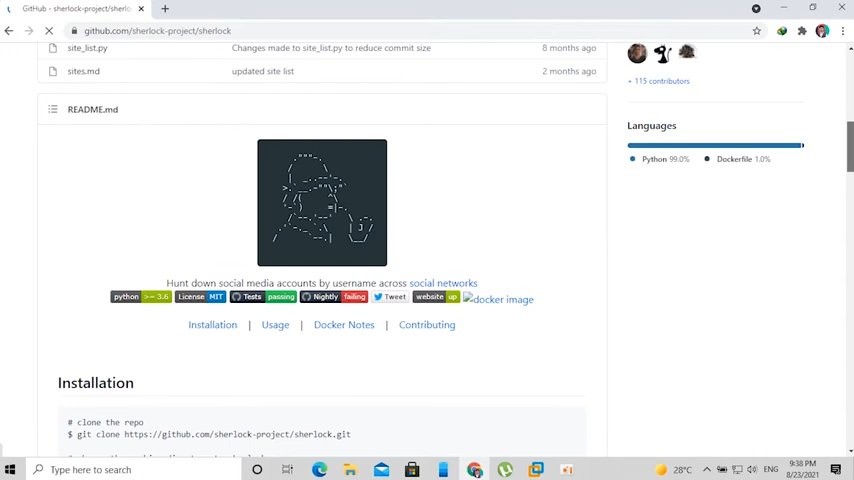 GitHub - sherlock-project/sherlock
github.com/sherlock-project/sherlock
site_list.py Changes made to site_list.py to reduce commit size 8 months ago
sites.md updated site list 2 months ago
+ 115 contributors
README.md
Languages
Python 99.0% Dockerfile 1.0%
Hunt down social media accounts by username across social networks
python >= 3.6 License MIT Tests passing Nightly failing Tweet website up docker image
Installation | Usage | Docker Notes | Contributing
Installation
# clone the repo
$ git clone https://github.com/sherlock-project/sherlock.git
Type here to search
28°C ENG 9:38 PM
8/23/2021